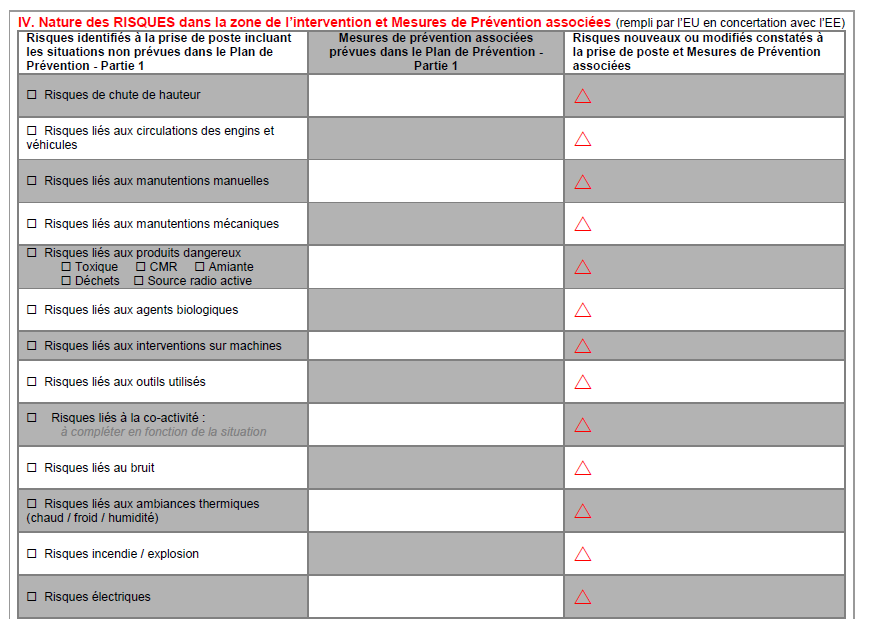 IV. Nature des RISQUES dans la zone de l'intervention et Mesures de Prévention associées (rempli par l'EU en concertation avec l'EE)
Risques identifiés à la prise de poste incluant
les situations non prévues dans le Plan de
Prévention - Partie 1
Mesures de prévention associées
prévues dans le Plan de Prévention -
Partie 1
Risques nouveaux ou modifiés constatés à
la prise de poste et Mesures de Prévention
associées
☐ Risques de chute de hauteur
☐ Risques liés aux circulations des engins et
véhicules
☐ Risques liés aux manutentions manuelles
☐ Risques liés aux manutentions mécaniques
☐ Risques liés aux produits dangereux
☐ Toxique ☐ CMR ☐ Amiante
☐ Déchets ☐ Source radio active
☐ Risques liés aux agents biologiques
☐ Risques liés aux interventions sur machines
☐ Risques liés aux outils utilisés
☐ Risques liés à la co-activité :
à compléter en fonction de la situation
☐ Risques liés au bruit
☐ Risques liés aux ambiances thermiques
(chaud / froid / humidité)
☐ Risques incendie / explosion
☐ Risques électriques